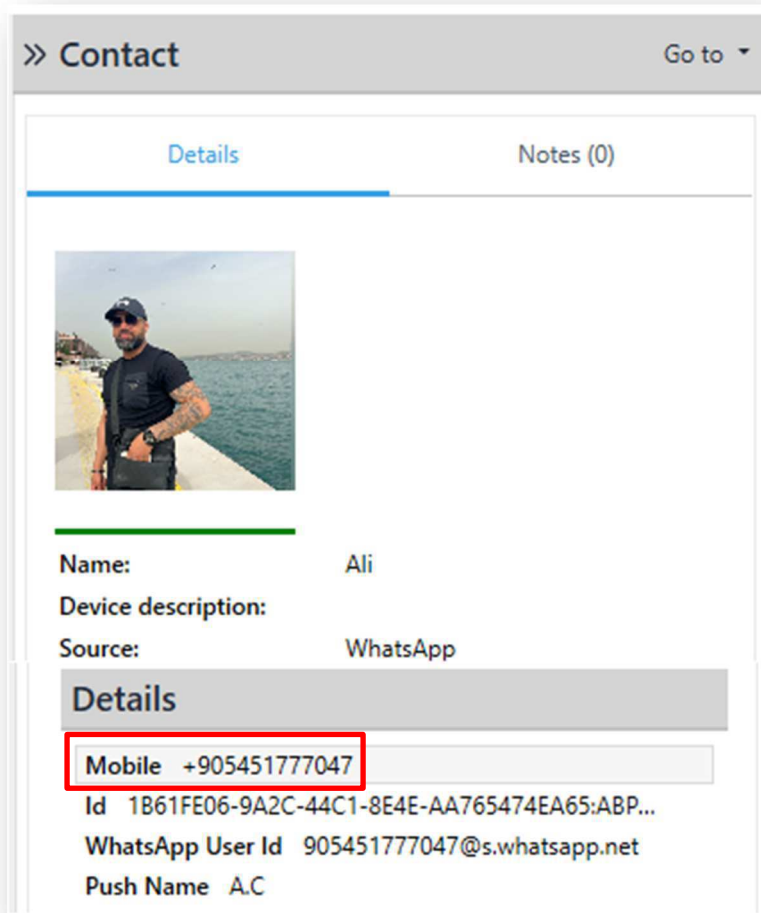 » Contact Go to
Details Notes (0)
Name: Ali
Device description:
Source: WhatsApp
Details
Mobile +905451777047
Id 1B61FE06-9A2C-44C1-8E4E-AA765474EA65:ABP...
WhatsApp User Id 905451777047@s.whatsapp.net
Push Name A.C